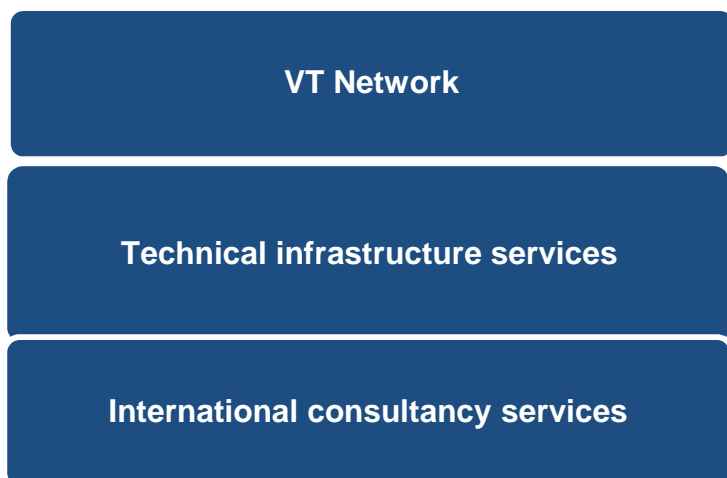 VT Network
Technical infrastructure services
International consultancy services